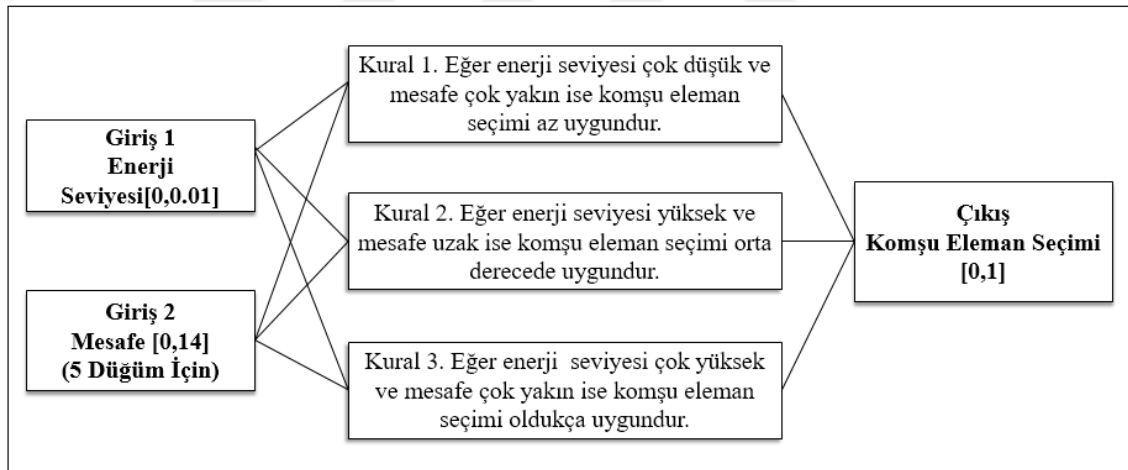 Giriş 1
Enerji
Seviyesi[0,0.01]
Giriş 2
Mesafe [0,14]
(5 Düğüm İçin)
Kural 1. Eğer enerji seviyesi çok düşük ve
mesafe çok yakın ise komşu eleman
seçimi az uygundur.
Kural 2. Eğer enerji seviyesi yüksek ve
mesafe uzak ise komşu eleman seçimi orta
derecede uygundur.
Kural 3. Eğer enerji seviyesi çok yüksek
ve mesafe çok yakın ise komşu eleman
seçimi oldukça uygundur.
Çıkış
Komşu Eleman Seçimi
[0,1]